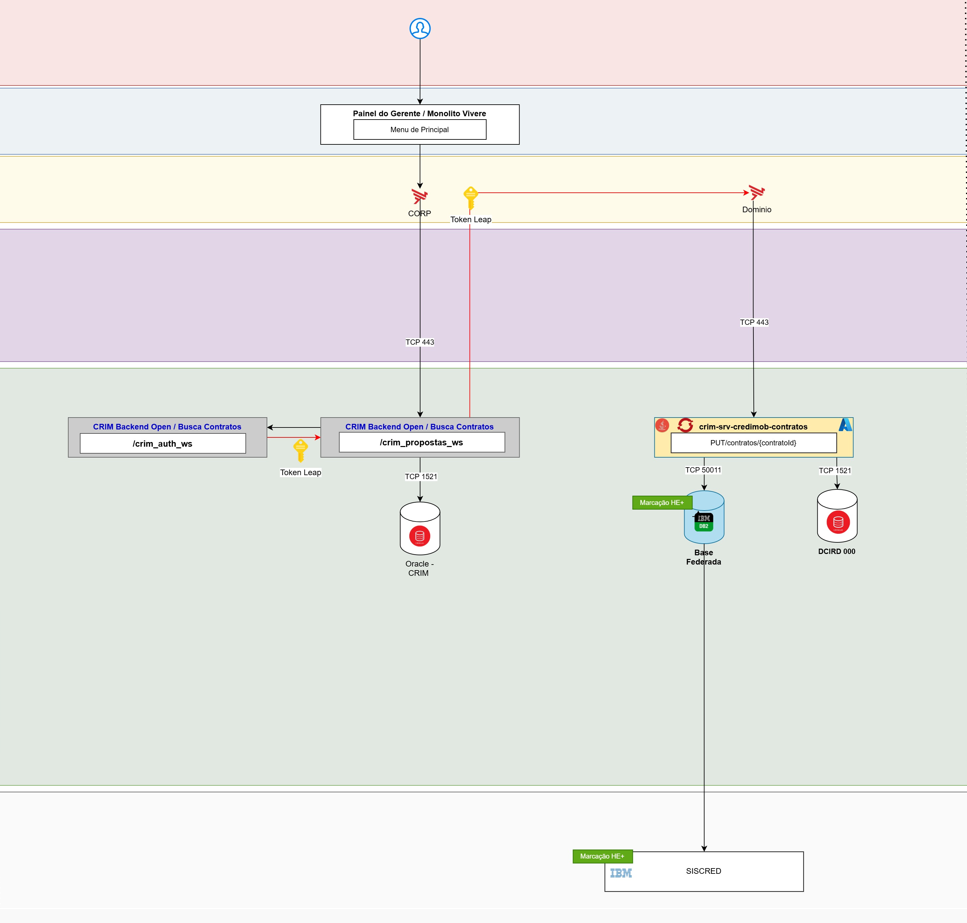 Painel do Gerente / Monolito Vivere
Menu de Principal
CORP
Token Leap
Dominio
TCP 443
TCP 443
CRIM Backend Open / Busca Contratos
/crim_auth_ws
Token Leap
CRIM Backend Open / Busca Contratos
/crim_propostas_ws
crim-srv-credimob-contratos
PUT/contratos/{contratoId}
TCP 1521
TCP 50011
TCP 1521
Marcação HE+
IBM
DB2
Oracle -
CRIM
Base
Federada
DCIRD 000
Marcação HE+
IBM
SISCRED